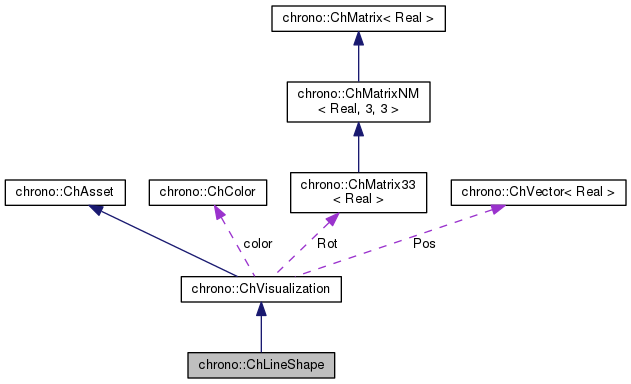 chrono::ChMatrix< Real >
chrono::ChMatrixNM
< Real, 3, 3 >
chrono::ChAsset
chrono::ChColor
chrono::ChMatrix33
< Real >
chrono::ChVector< Real >
color
Rot
Pos
chrono::ChVisualization
chrono::ChLineShape